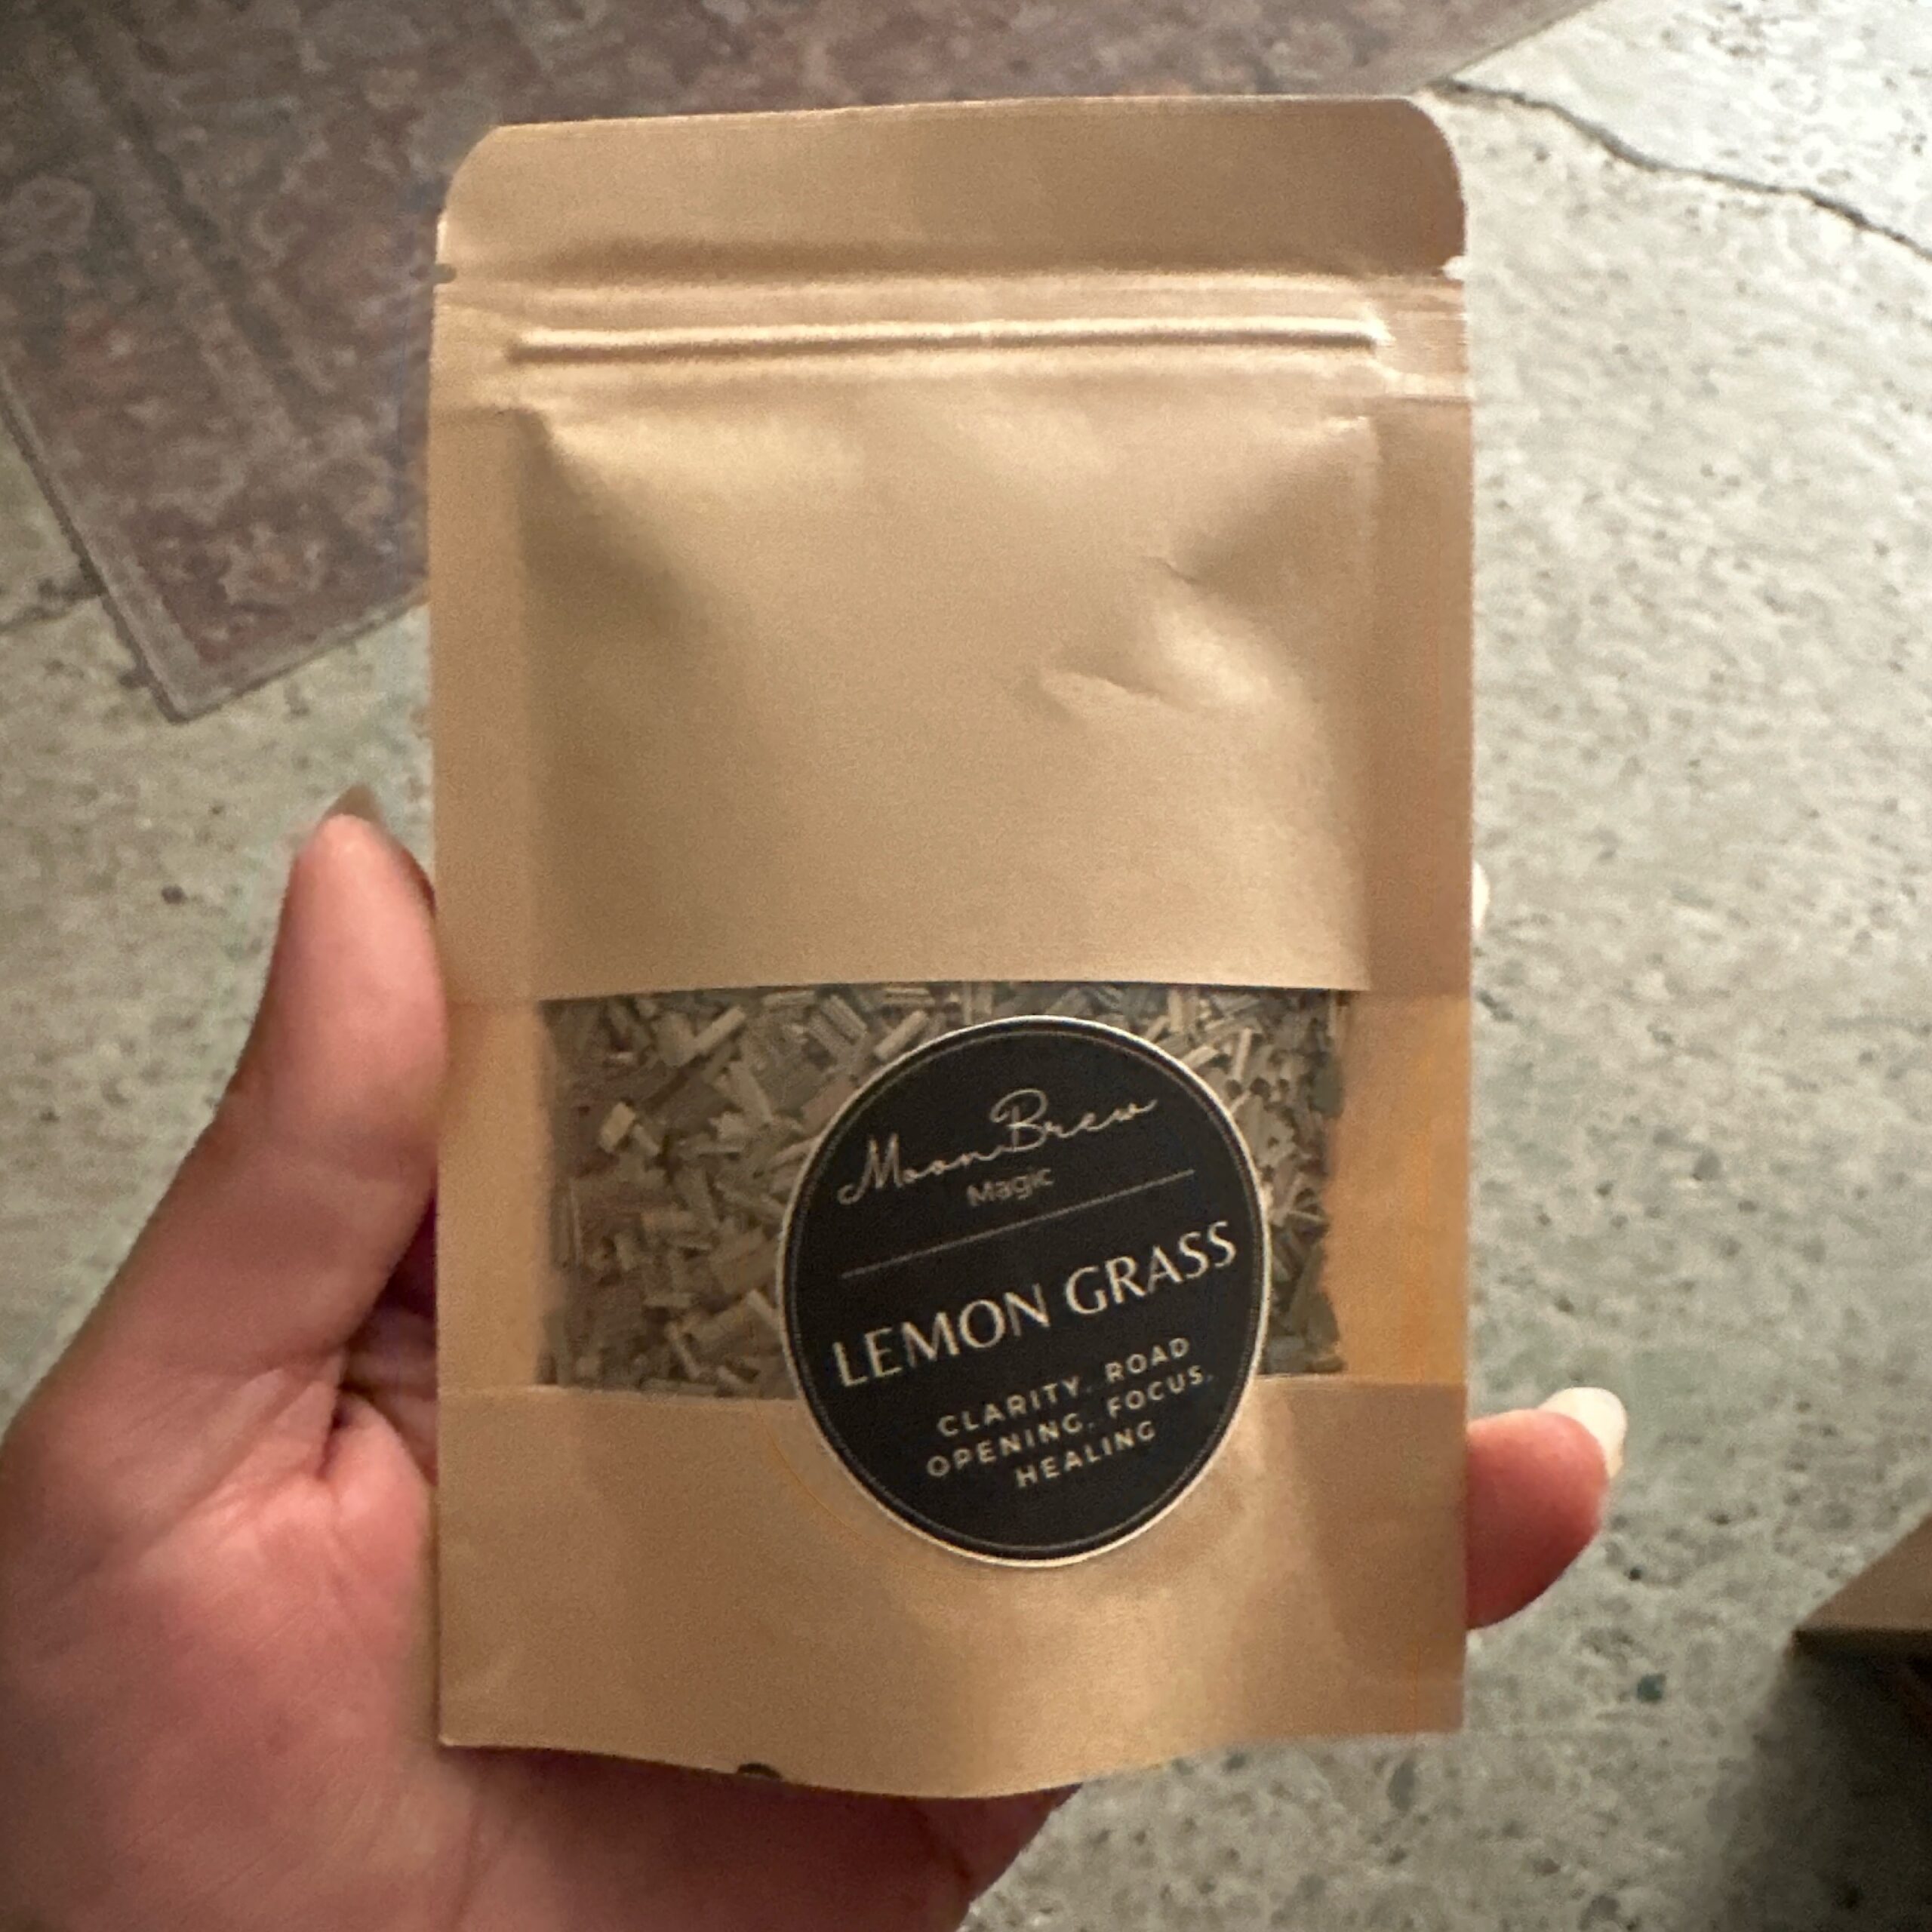 MoonBrew
Magic
LEMON GRASS
CLARITY. ROAD
OPENING. FOCUS.
HEALING